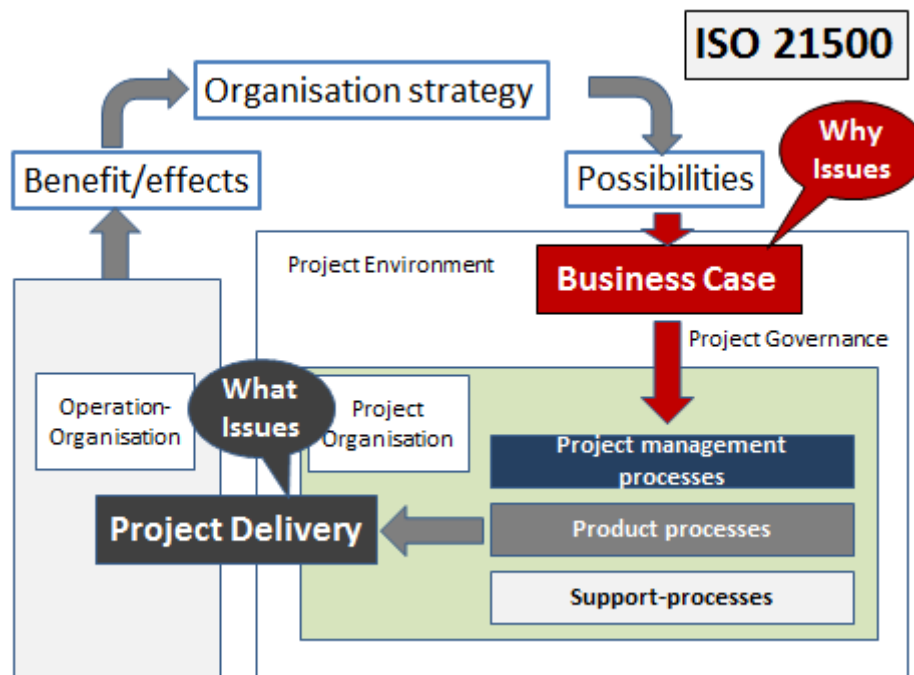 ISO 21500
Organisation strategy
Why
Issues
Benefit/effects
Possibilities
Project Environment
Business Case
Project Governance
What
Issues
Operation-
Organisation
Project
Organisation
Project management
processes
Project Delivery
Product processes
Support-processes